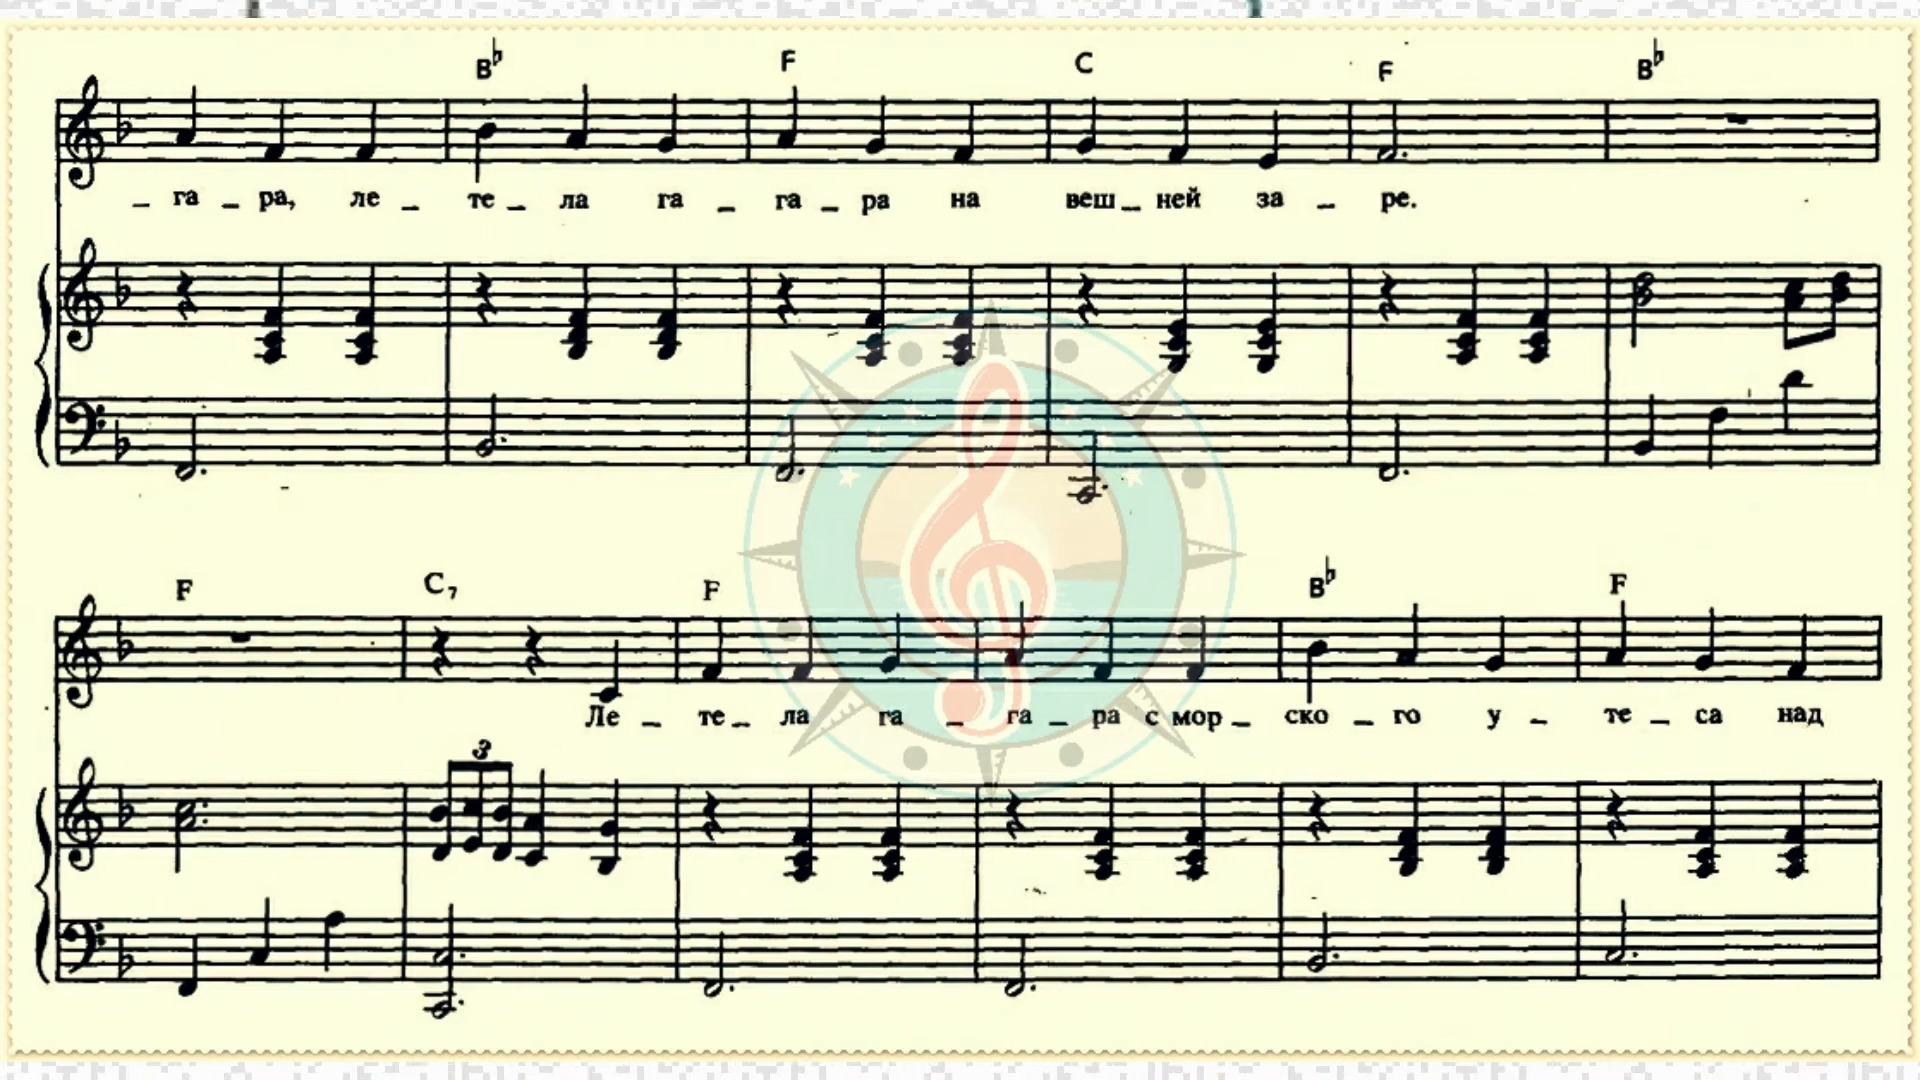 B♭ F C F B♭
_ га _ ра, ле _ те _ ла га _ га _ ра на веш _ ней за _ ре.
F C7 F B♭ F
Ле _ те _ ла га _ га _ ра с мор _ ско _ го у _ те _ са над
3